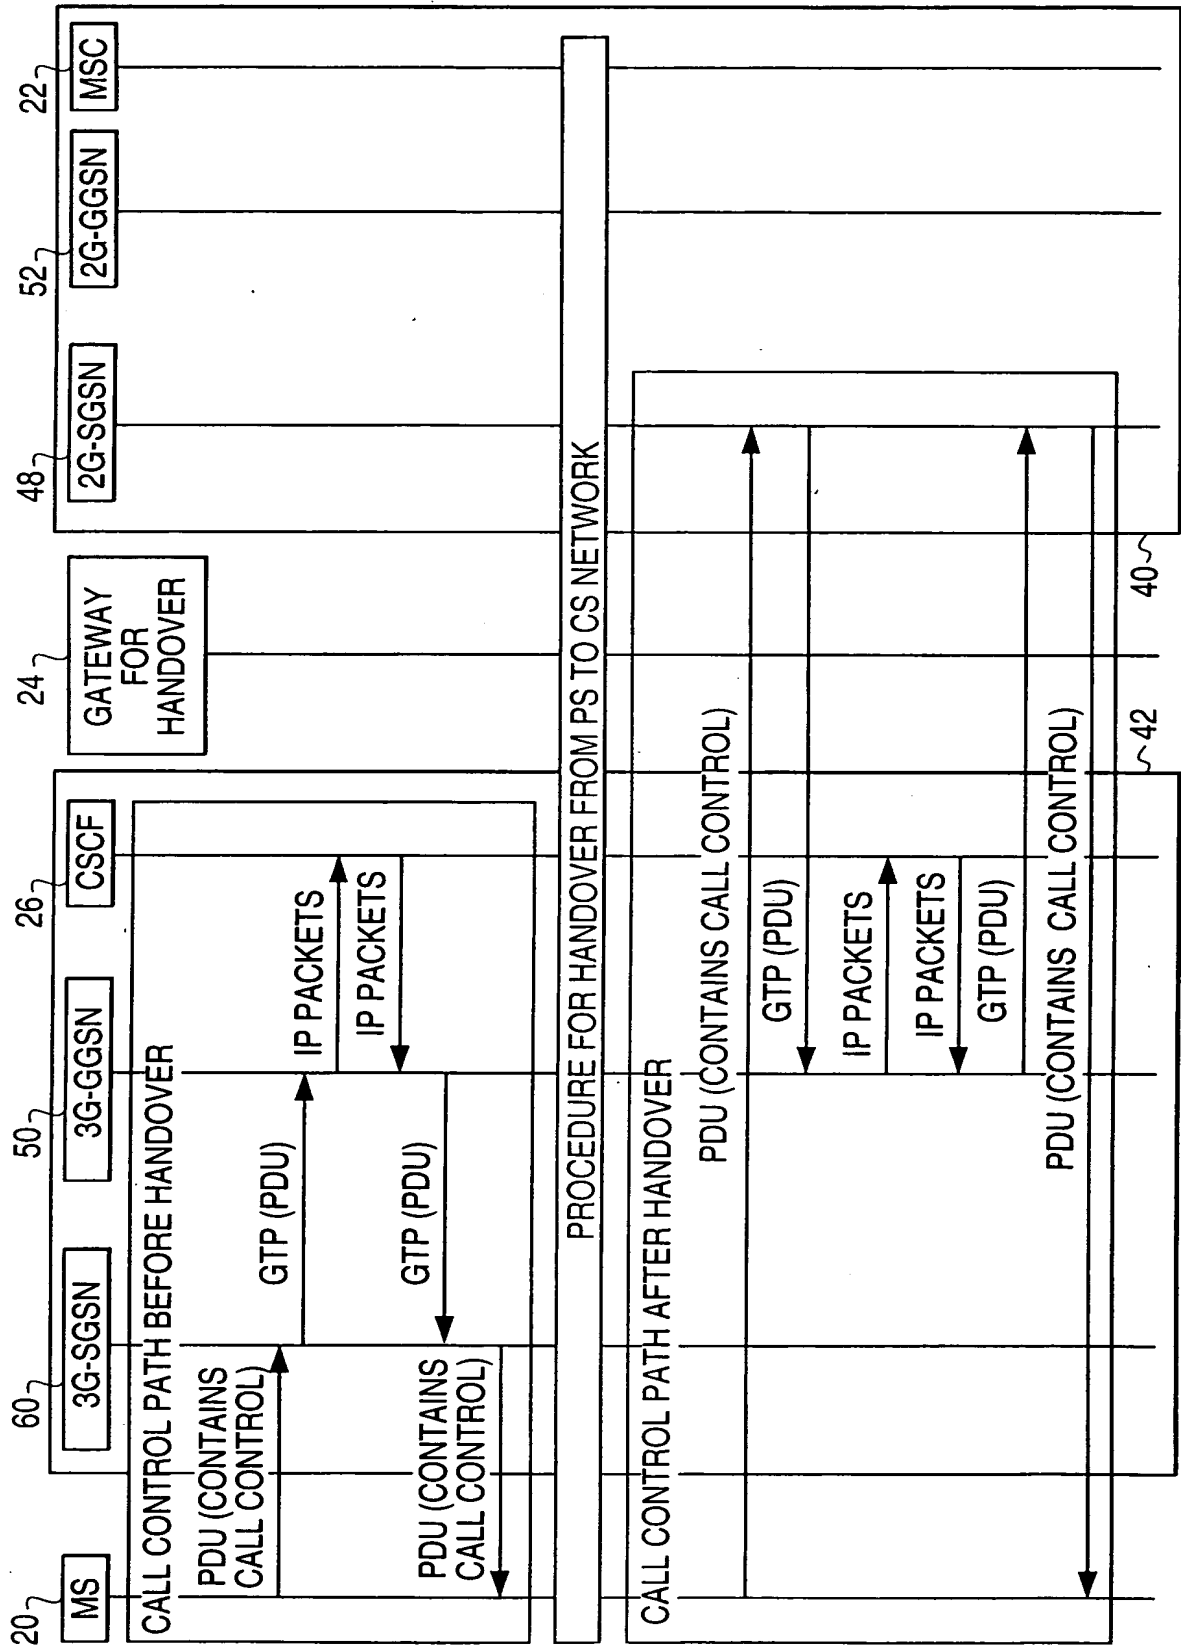 20
MS
60
3G-SGSN
50
3G-GGSN
26
CSCF
24
GATEWAY
FOR
HANDOVER
48
2G-SGSN
52
2G-GGSN
22
MSC
CALL CONTROL PATH BEFORE HANDOVER
PDU (CONTAINS
CALL CONTROL)
GTP (PDU)
IP PACKETS
IP PACKETS
GTP (PDU)
PDU (CONTAINS
CALL CONTROL)
PROCEDURE FOR HANDOVER FROM PS TO CS NETWORK
CALL CONTROL PATH AFTER HANDOVER
PDU (CONTAINS CALL CONTROL)
GTP (PDU)
IP PACKETS
IP PACKETS
GTP (PDU)
PDU (CONTAINS CALL CONTROL)
42
40